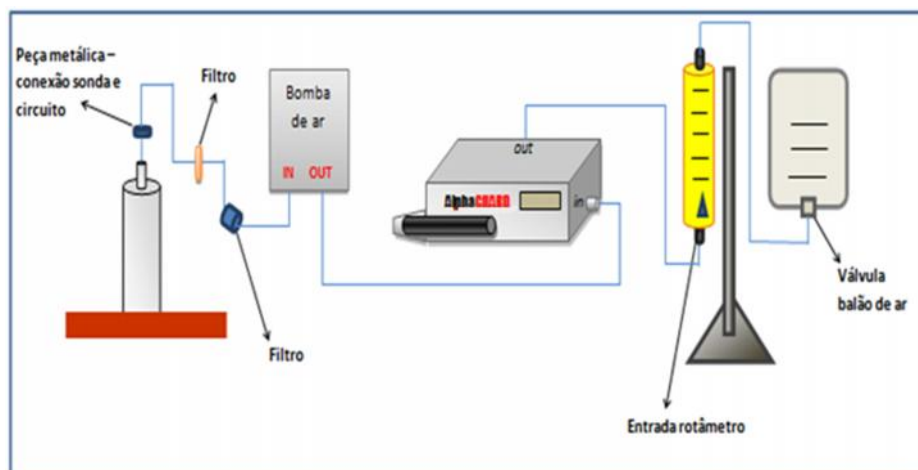 Peça metálica –
conexão sonda e
circuito
Filtro
Bomba
de ar
IN OUT
Filtro
out
AlphaGUARD
in
Entrada rotâmetro
Válvula
balão de ar